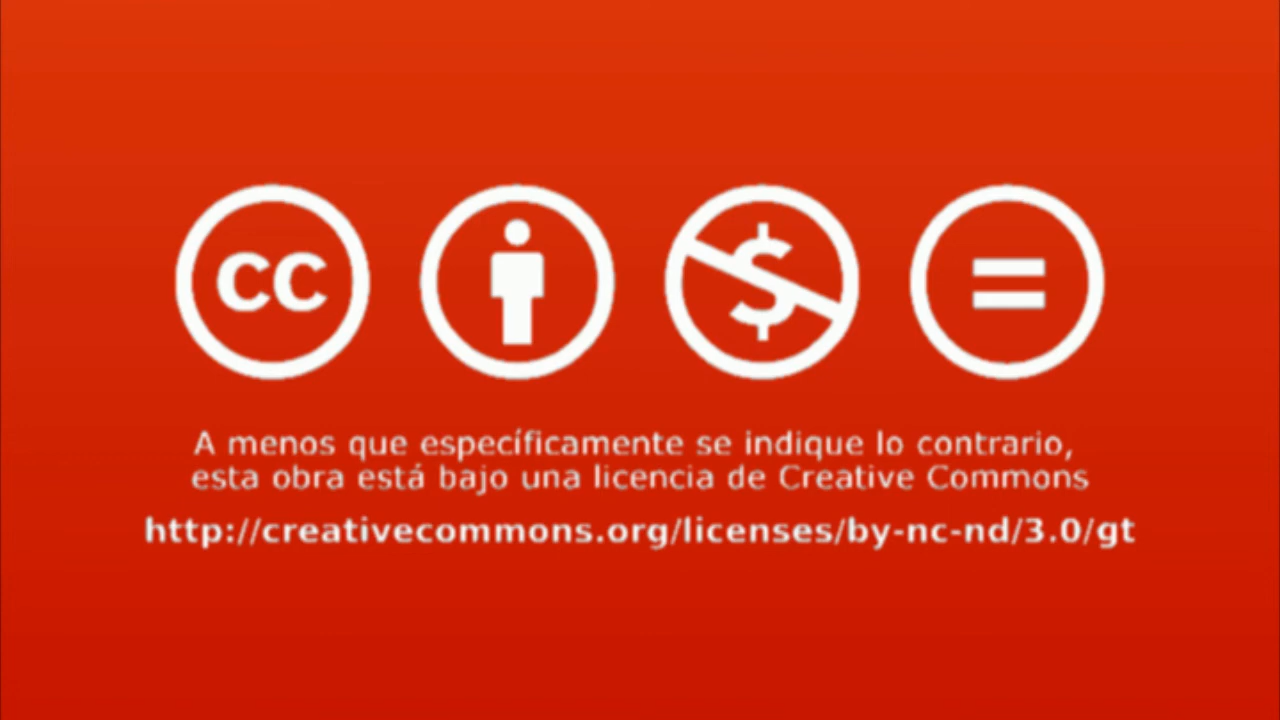 cc
A menos que específicamente se indique lo contrario,
esta obra está bajo una licencia de Creative Commons
http://creativecommons.org/licenses/by-nc-nd/3.0/gt